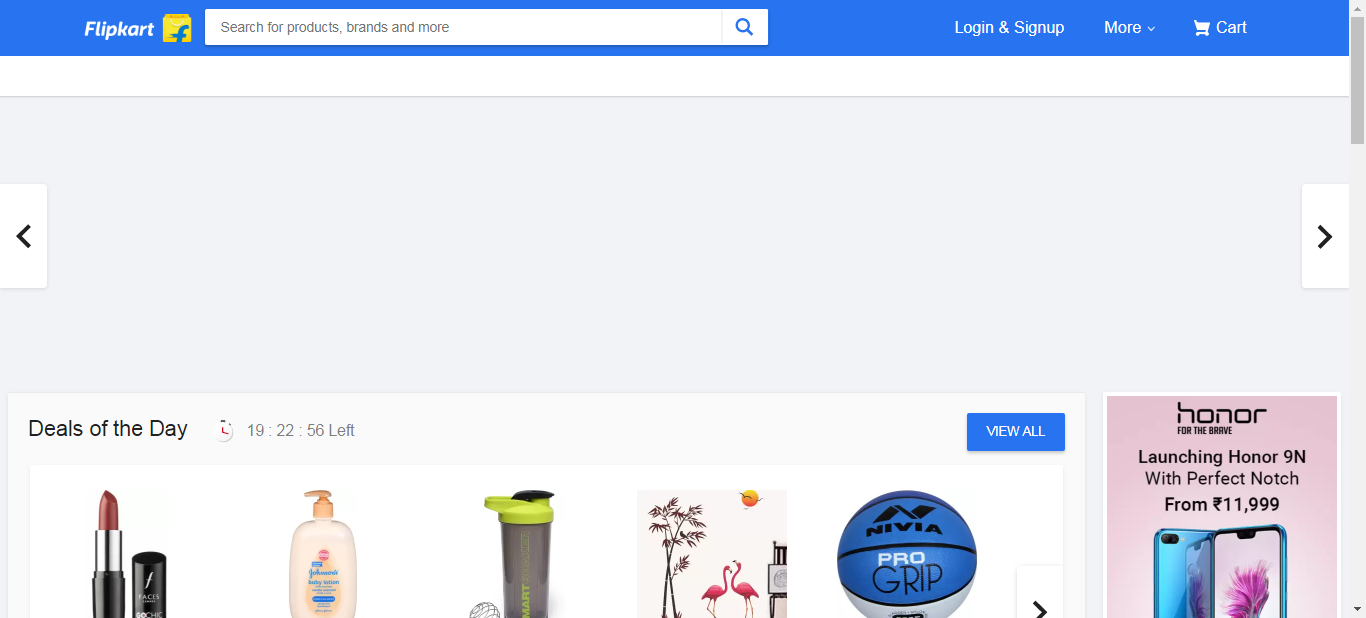 Flipkart
Search for products, brands and more
Login & Signup
More
Cart
Deals of the Day
19 : 22 : 56 Left
VIEW ALL
honor
FOR THE BRAVE
Launching Honor 9N
With Perfect Notch
From ₹11,999
FACES
GOCHIC
Johnson's
baby lotion
NIVIA
PRO
GRIP